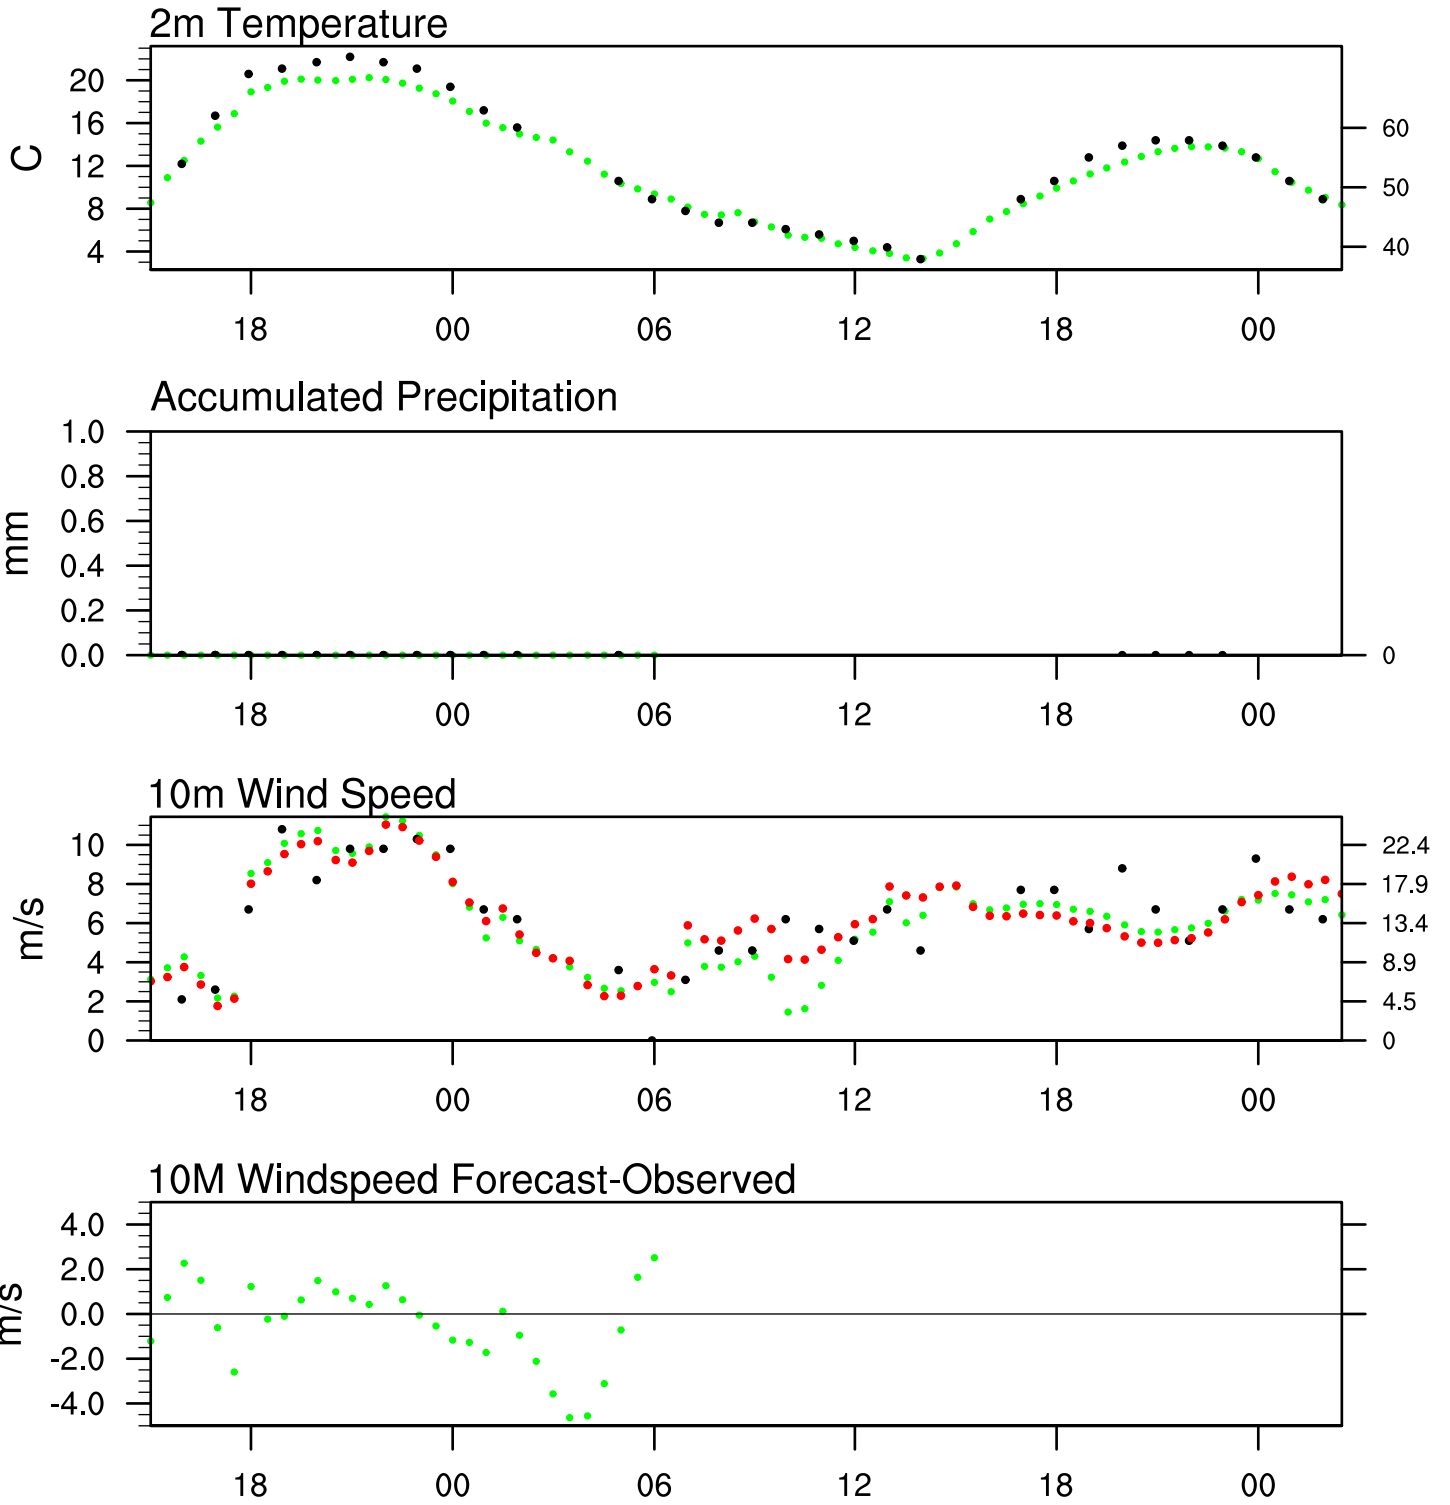 2m Temperature
20
16
12
8
4
C
60
50
40
18 00 06 12 18 00
Accumulated Precipitation
1.0
0.8
0.6
0.4
0.2
0.0
mm
0
18 00 06 12 18 00
10m Wind Speed
10
8
6
4
2
0
m/s
22.4
17.9
13.4
8.9
4.5
0
18 00 06 12 18 00
10M Windspeed Forecast-Observed
4.0
2.0
0.0
-2.0
-4.0
m/s
18 00 06 12 18 00